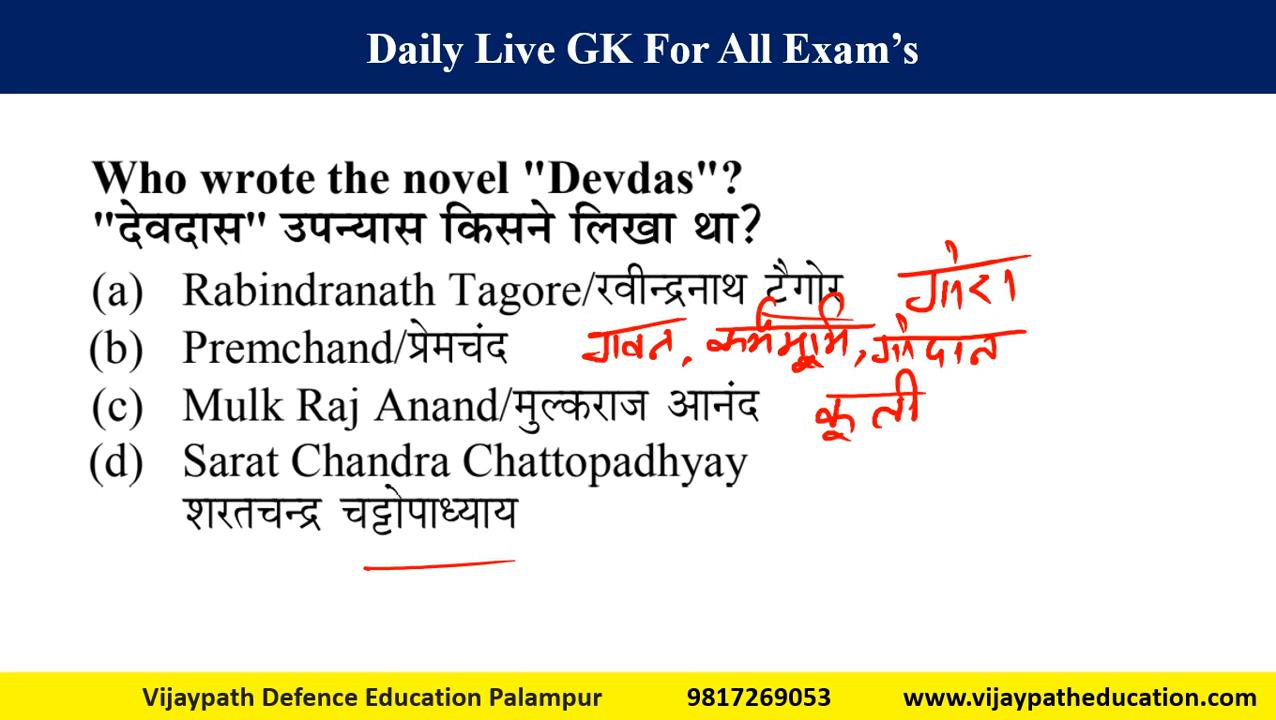 Daily Live GK For All Exam’s
Who wrote the novel "Devdas"?
"देवदास" उपन्यास किसने लिखा था?
(a) Rabindranath Tagore/रवीन्द्रनाथ टैगोर गोरा
(b) Premchand/प्रेमचंद गबन, कर्मभूमि, गोदान
(c) Mulk Raj Anand/मुल्कराज आनंद कूली
(d) Sarat Chandra Chattopadhyay
शरतचन्द्र चट्टोपाध्याय
Vijaypath Defence Education Palampur 9817269053 www.vijaypatheducation.com